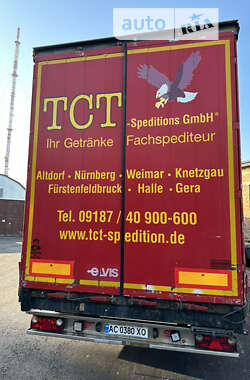 auto RIA
TCT
-Speditions GmbH®
Ihr Getränke Fachspediteur
Altdorf • Nürnberg • Weimar • Knetzgau
Fürstenfeldbruck • Halle • Gera
Tel. 09187 / 40 900-600
www.tct-spedition.de
elVIS
AC 0380 XO